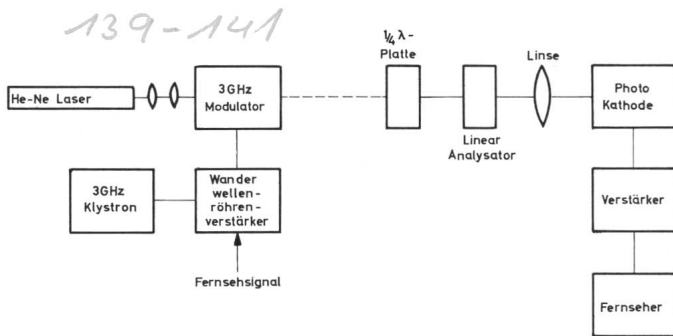 139-141
¼ λ-
Platte
Linse
He-Ne Laser
3GHz
Modulator
Linear
Analysator
Photo
Kathode
3GHz
Klystron
Wander
wellen-
röhren-
verstärker
Verstärker
Fernsehsignal
Fernseher